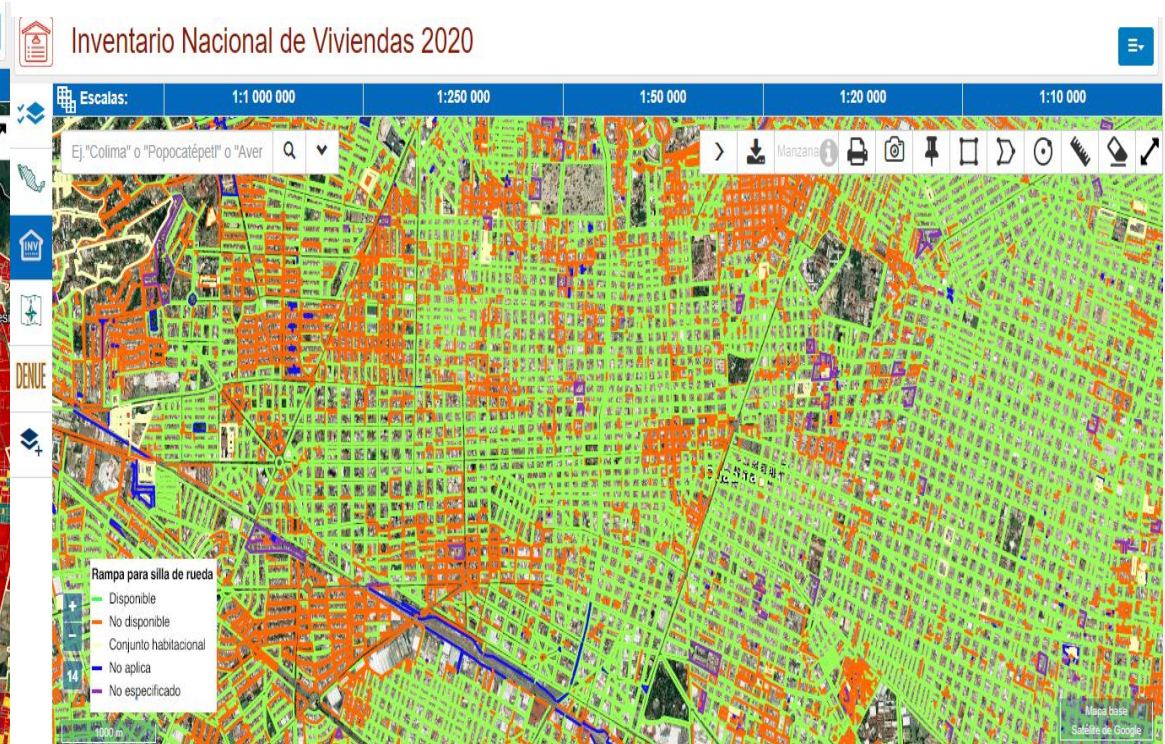 Inventario Nacional de Viviendas 2020
Escalas:
1:1 000 000
1:250 000
1:50 000
1:20 000
1:10 000
Ej."Colima" o "Popocatépetl" o "Aver
Manzana
INV
DENUE
Rampa para silla de rueda
Disponible
No disponible
Conjunto habitacional
No aplica
No especificado
+
-
14
1000 m
Mapa base
Satélite de Google